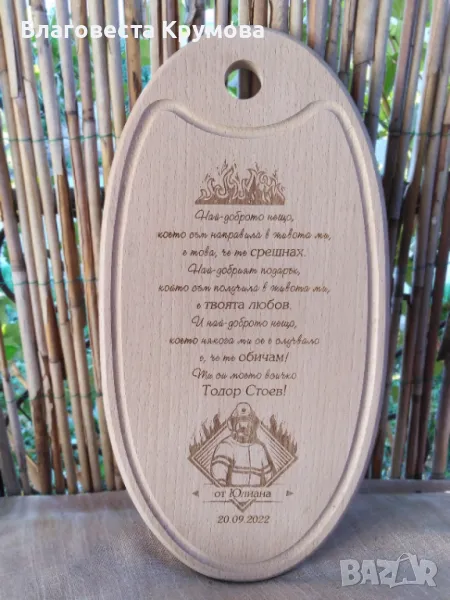 Благовеста Крумова
Най-доброто нещо,
което съм направила в живота ми,
е това, че те срещнах.
Най-добрият подарък,
който съм получила в живота ми,
е твоята любов.
И най-доброто нещо,
което някога ми се е случвало
е, че те обичам!
Ти си моето всичко
Тодор Стоев!
от Юлиана
20.09.2022
BAZAR